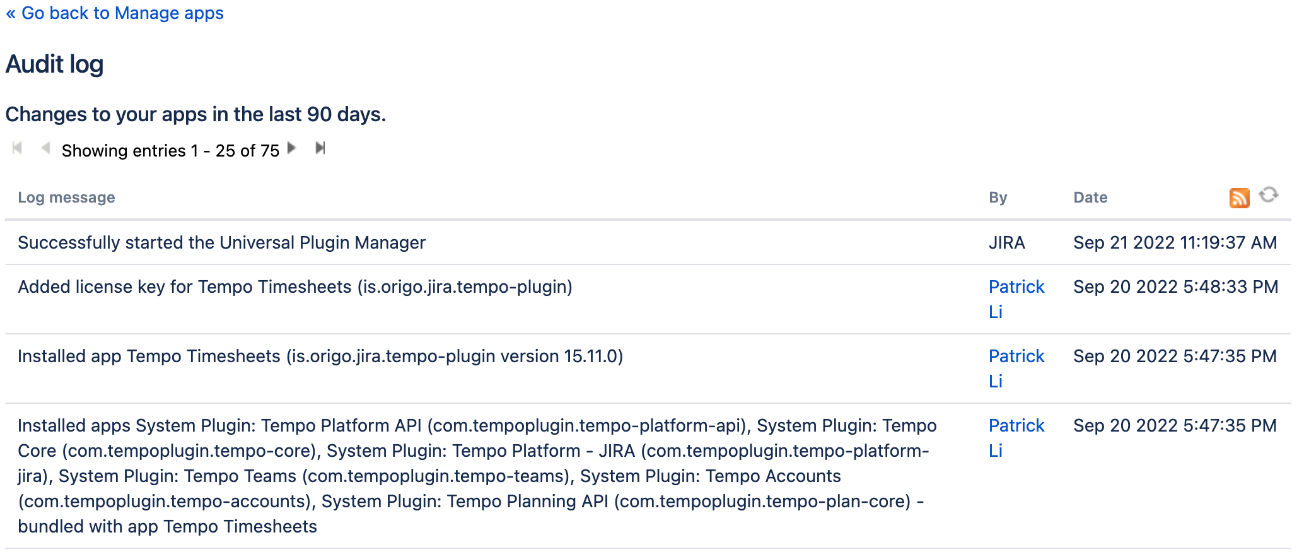 « Go back to Manage apps
Audit log
Changes to your apps in the last 90 days.
Showing entries 1 - 25 of 75
Log message By Date
Successfully started the Universal Plugin Manager JIRA Sep 21 2022 11:19:37 AM
Added license key for Tempo Timesheets (is.origo.jira.tempo-plugin) Patrick Sep 20 2022 5:48:33 PM
Li
Installed app Tempo Timesheets (is.origo.jira.tempo-plugin version 15.11.0) Patrick Sep 20 2022 5:47:35 PM
Li
Installed apps System Plugin: Tempo Platform API (com.tempoplugin.tempo-platform-api), System Plugin: Tempo Patrick Sep 20 2022 5:47:35 PM
Core (com.tempoplugin.tempo-core), System Plugin: Tempo Platform - JIRA (com.tempoplugin.tempo-platform- Li
jira), System Plugin: Tempo Teams (com.tempoplugin.tempo-teams), System Plugin: Tempo Accounts
(com.tempoplugin.tempo-accounts), System Plugin: Tempo Planning API (com.tempoplugin.tempo-plan-core) -
bundled with app Tempo Timesheets